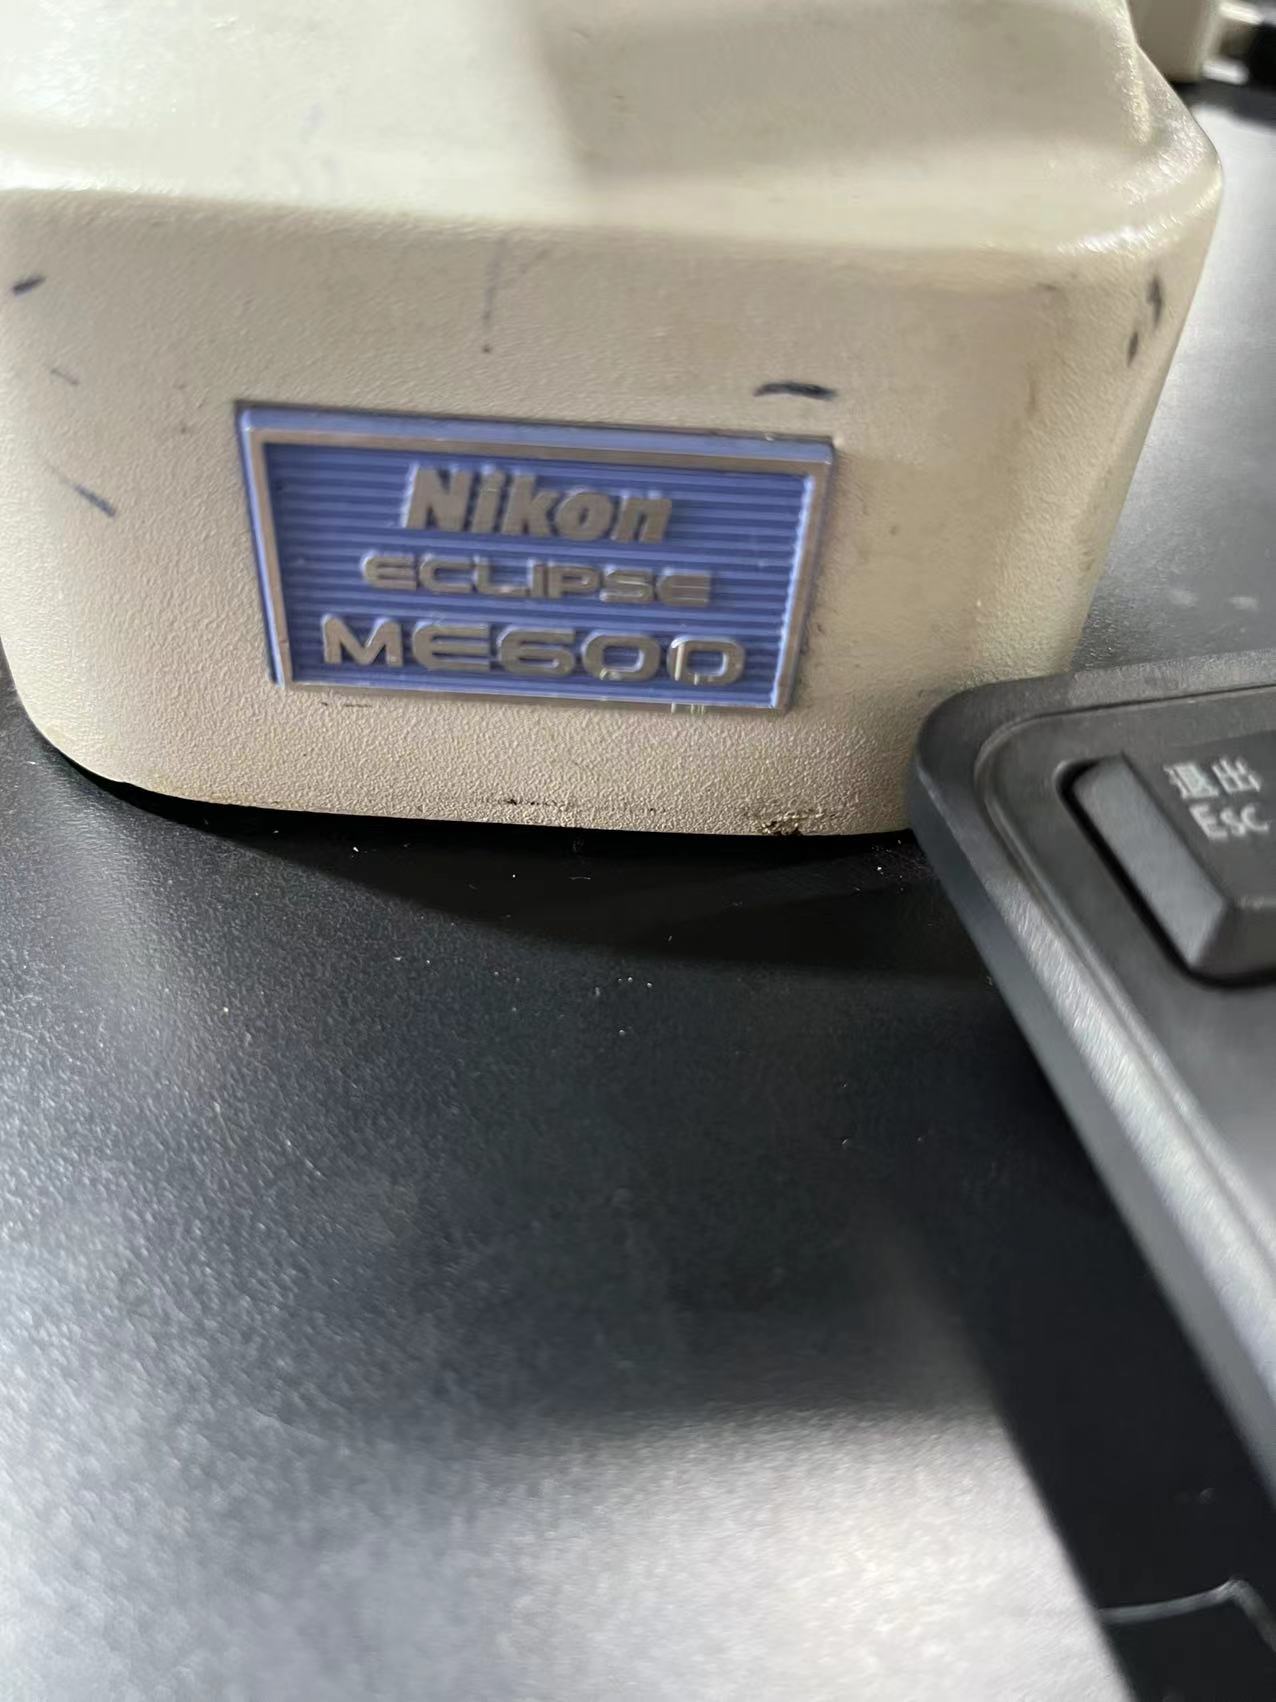 Nikon
ECLIPSE
ME600
退出
ESC